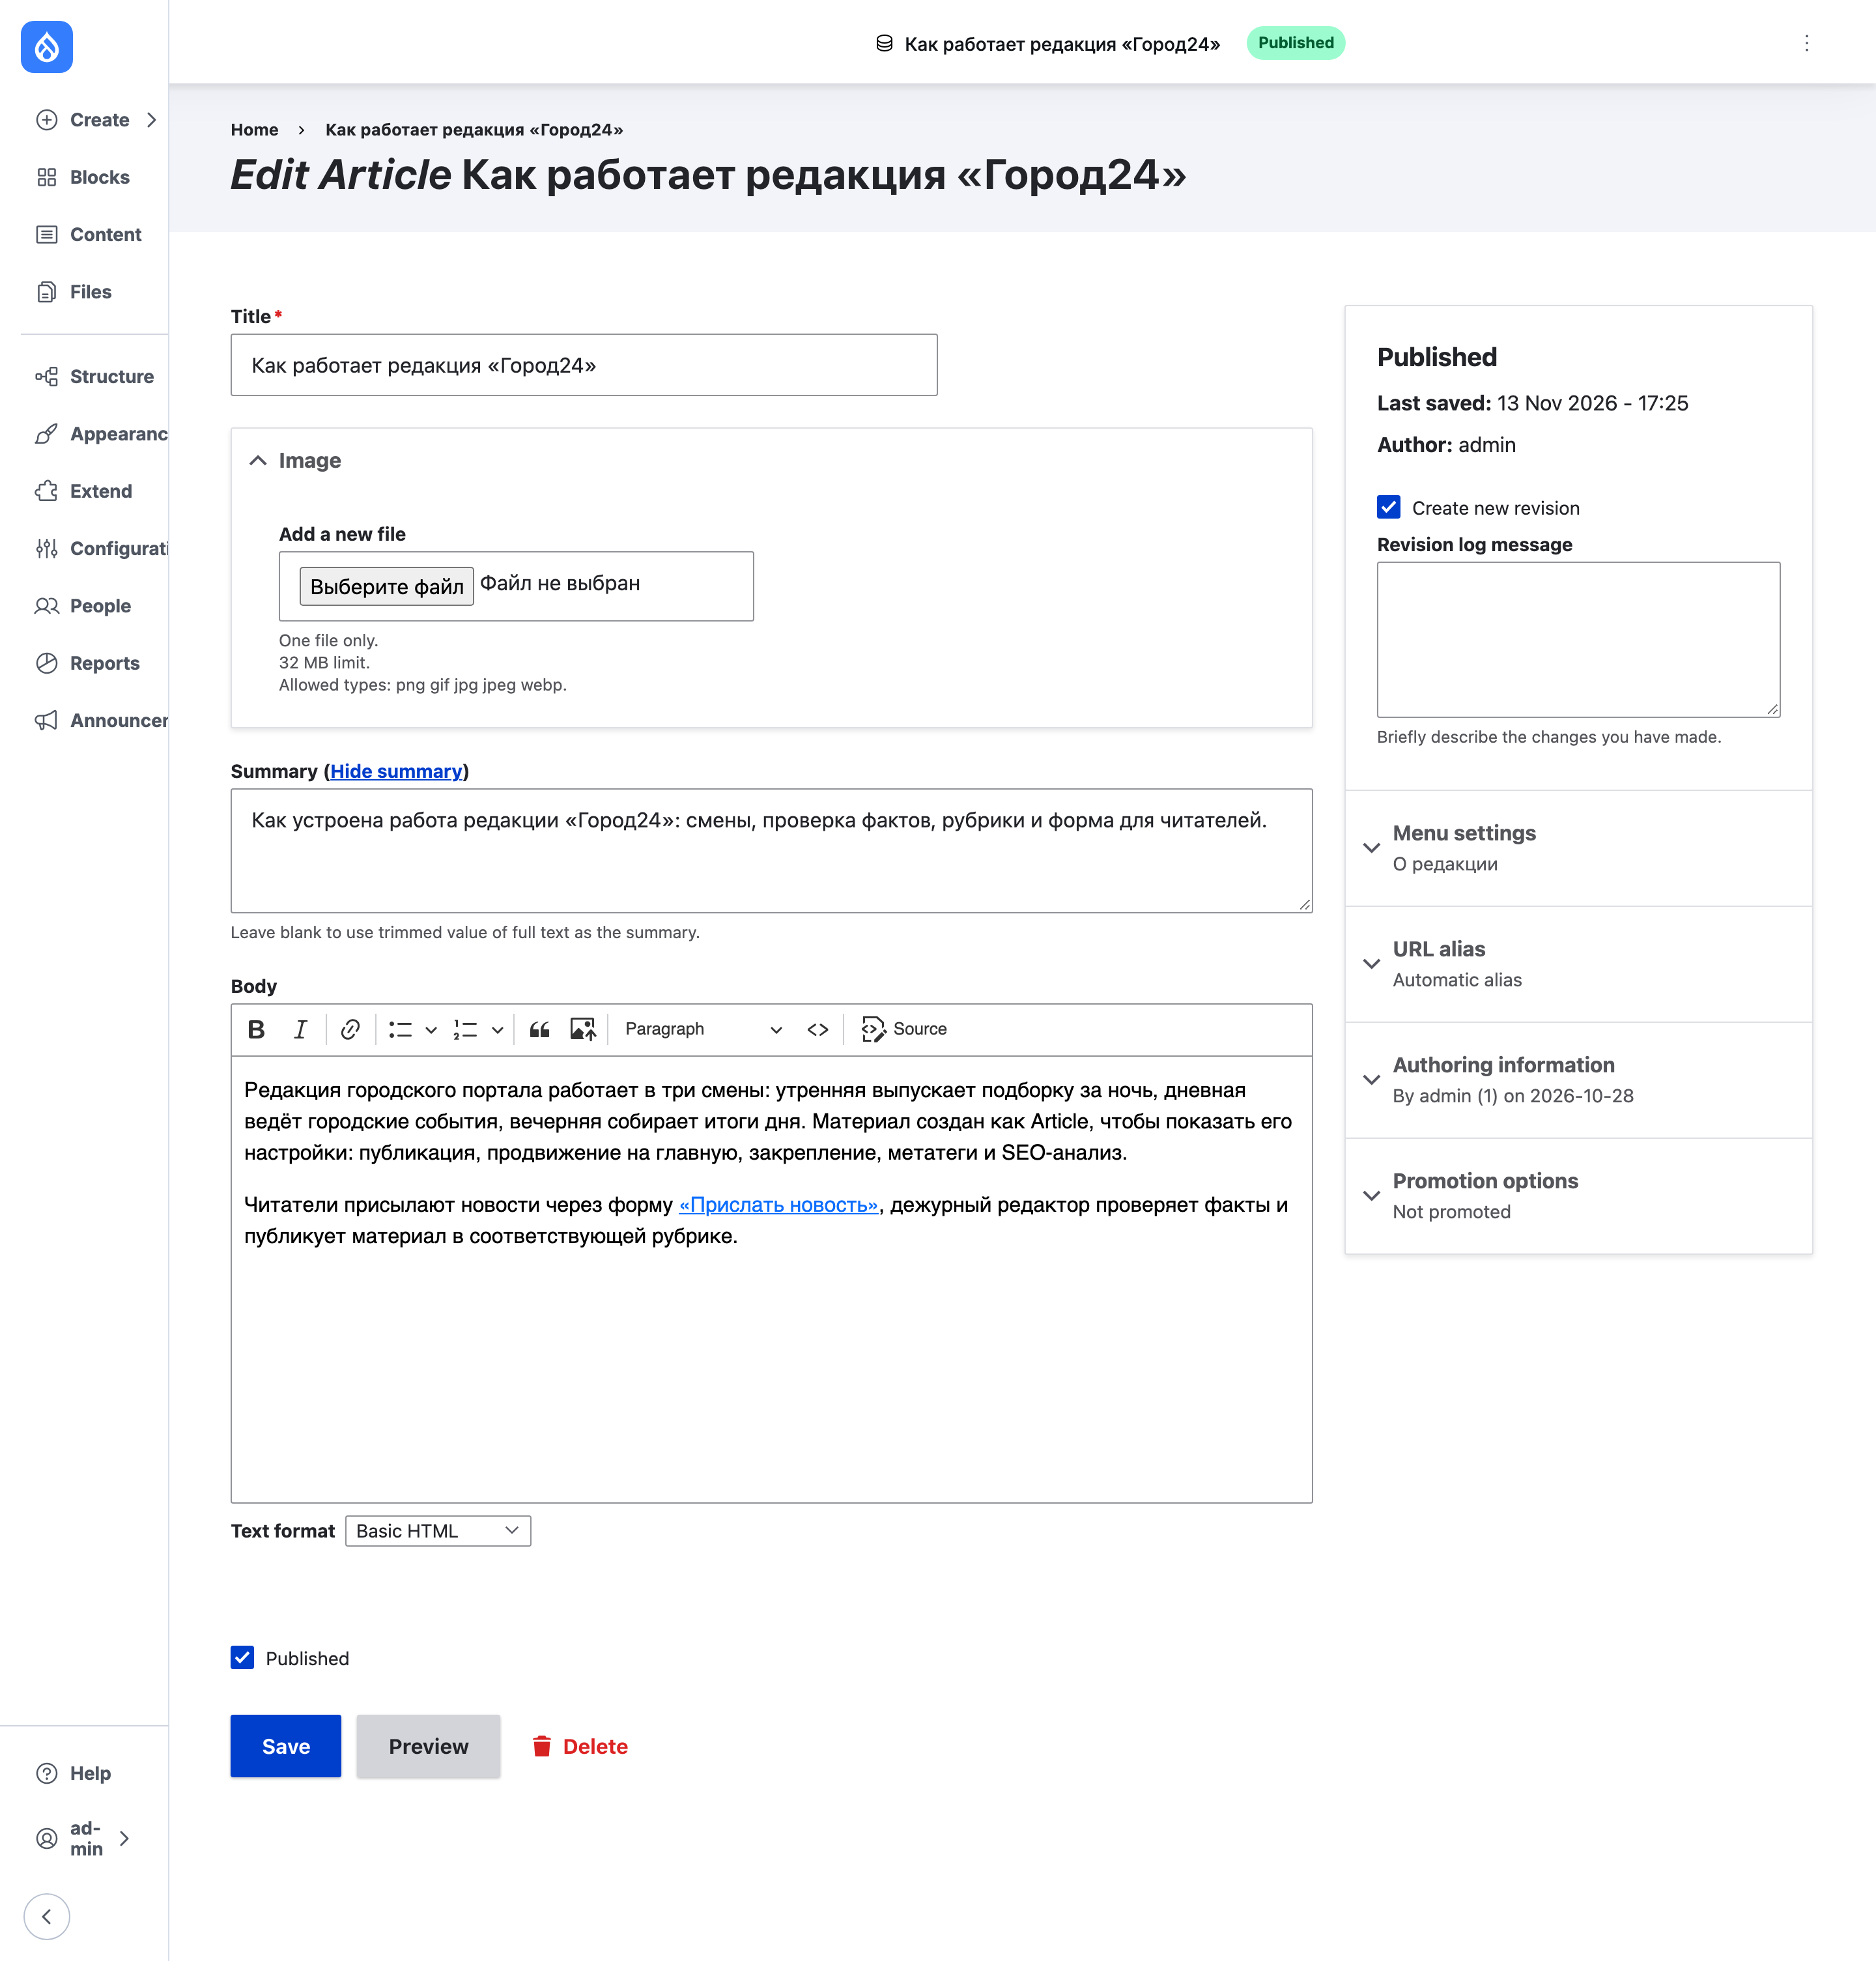 Как работает редакция «Город24» Published
Create
Blocks
Content
Files
Structure
Appearanc
Extend
Configurati
People
Reports
Announcer
Help
ad-
min
Home › Как работает редакция «Город24»
Edit Article Как работает редакция «Город24»
Title*
Как работает редакция «Город24»
Image
Add a new file
Выберите файл Файл не выбран
One file only.
32 MB limit.
Allowed types: png gif jpg jpeg webp.
Summary (Hide summary)
Как устроена работа редакции «Город24»: смены, проверка фактов, рубрики и форма для читателей.
Leave blank to use trimmed value of full text as the summary.
Body
Paragraph
Source
Редакция городского портала работает в три смены: утренняя выпускает подборку за ночь, дневная
ведёт городские события, вечерняя собирает итоги дня. Материал создан как Article, чтобы показать его
настройки: публикация, продвижение на главную, закрепление, метатеги и SEO-анализ.
Читатели присылают новости через форму «Прислать новость», дежурный редактор проверяет факты и
публикует материал в соответствующей рубрике.
Text format Basic HTML
Published
Save Preview Delete
Published
Last saved: 13 Nov 2026 - 17:25
Author: admin
Create new revision
Revision log message
Briefly describe the changes you have made.
Menu settings
О редакции
URL alias
Automatic alias
Authoring information
By admin (1) on 2026-10-28
Promotion options
Not promoted